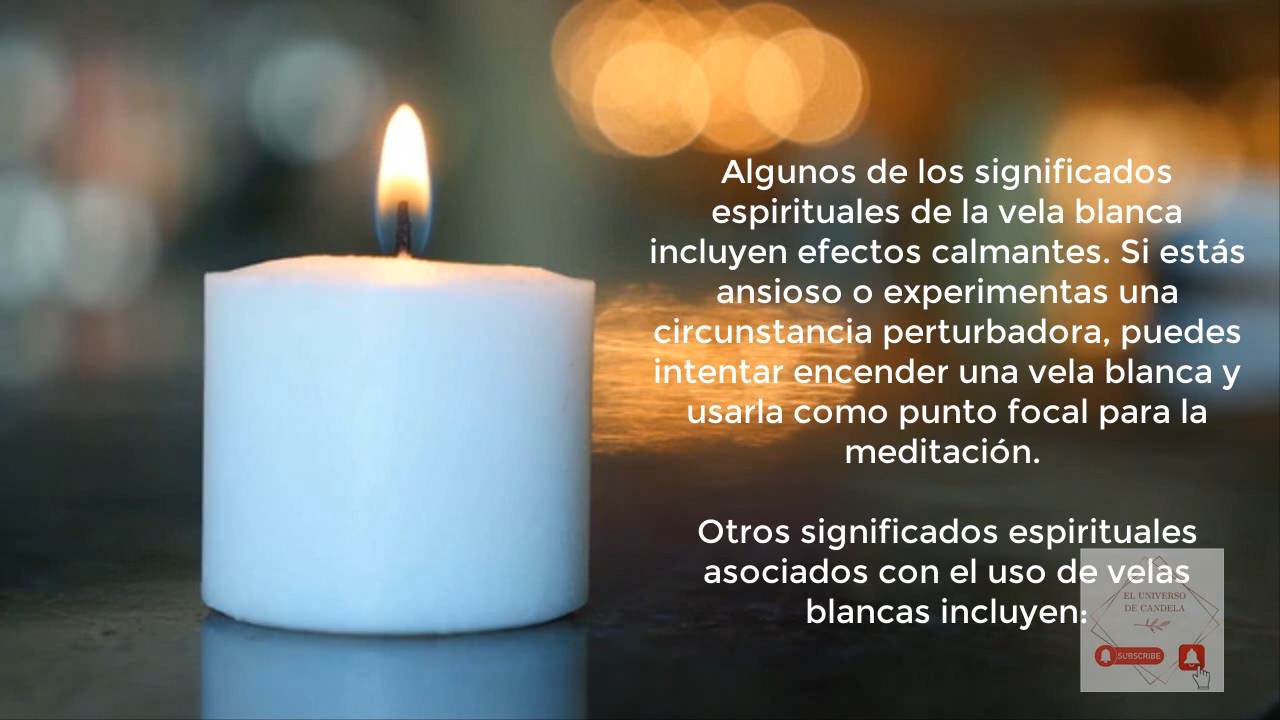 Algunos de los significados
espirituales de la vela blanca
incluyen efectos calmantes. Si estás
ansioso o experimentas una
circunstancia perturbadora, puedes
intentar encender una vela blanca y
usarla como punto focal para la
meditación.
Otros significados espirituales
asociados con el uso de velas
blancas incluyen:
EL UNIVERSO
DE CANDELA
SUBSCRIBE